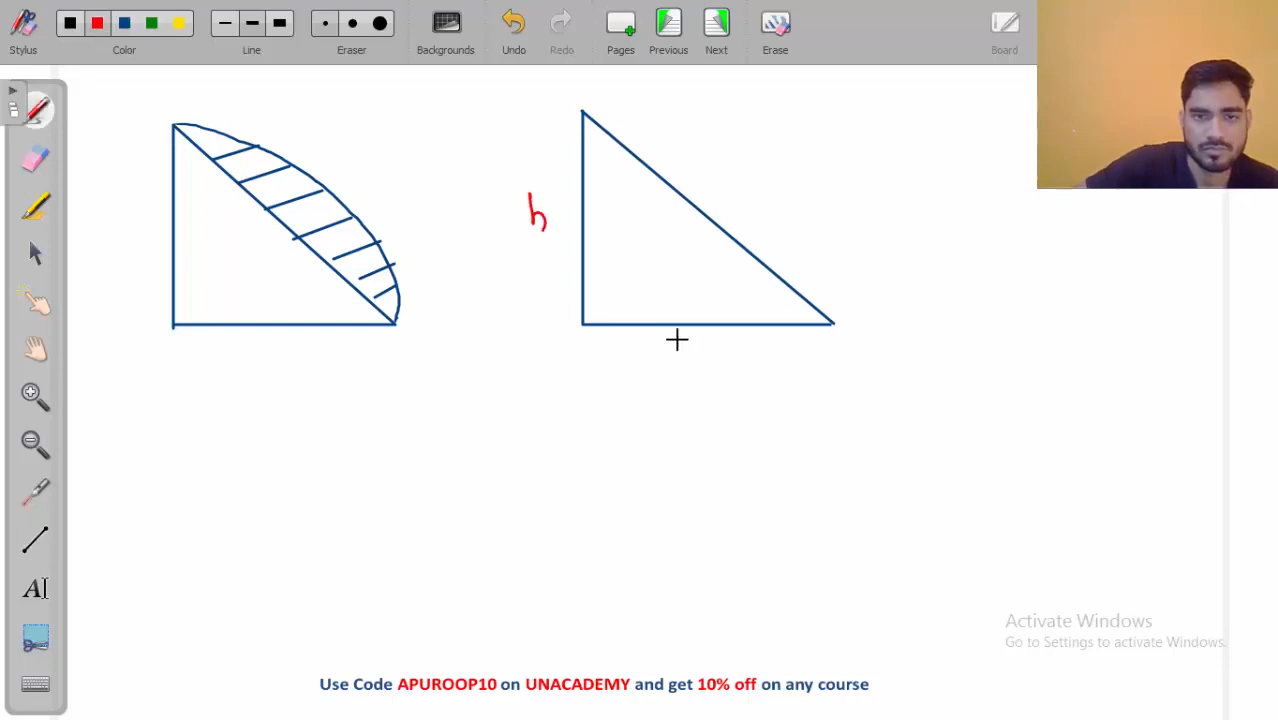 Stylus
Color
Line
Eraser
Backgrounds
Undo
Redo
Pages
Previous
Next
Erase
Board
h
A
Activate Windows
Go to Settings to activate Windows.
Use Code APUROOP10 on UNACADEMY and get 10% off on any course